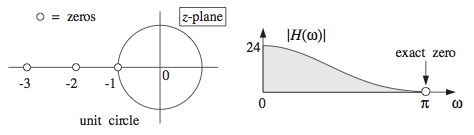 = zeros
z-plane
-3
-2
-1
0
unit circle
|H(ω)|
24
exact zero
0
π
ω